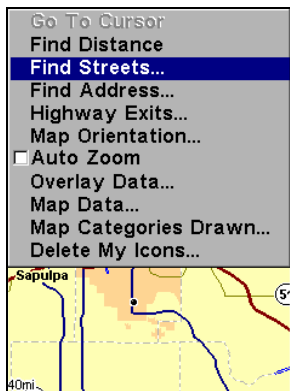 Go To Cursor
Find Distance
Find Streets...
Find Address...
Highway Exits...
Map Orientation...
Auto Zoom
Overlay Data...
Map Data...
Map Categories Drawn...
Delete My Icons...
Sapulpa
40mi